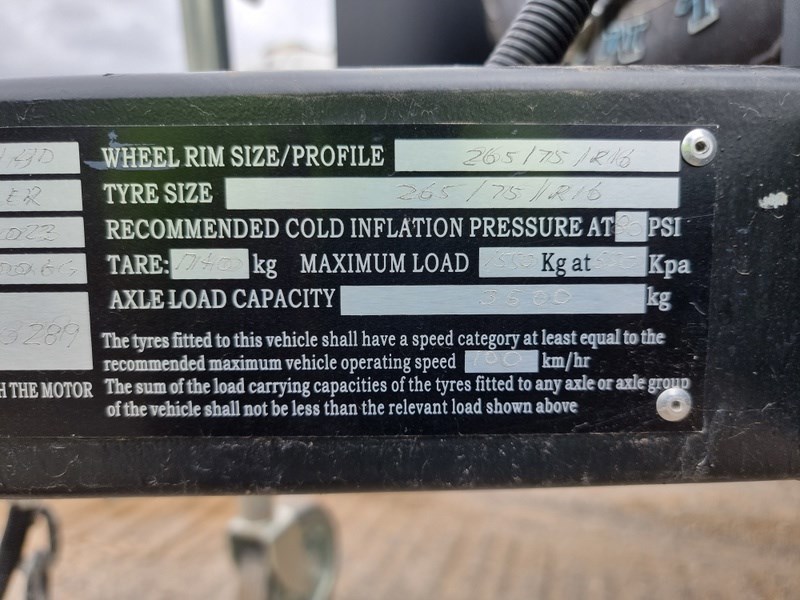 WHEEL RIM SIZE/PROFILE 265/75/R16
ER TYRE SIZE 265/75/R16
RECOMMENDED COLD INFLATION PRESSURE AT 80 PSI
TARE: kg MAXIMUM LOAD Kg at Kpa
AXLE LOAD CAPACITY 3500 kg
3289
The tyres fitted to this vehicle shall have a speed category at least equal to the
recommended maximum vehicle operating speed 100 km/hr
H THE MOTOR The sum of the load carrying capacities of the tyres fitted to any axle or axle group
of the vehicle shall not be less than the relevant load shown above